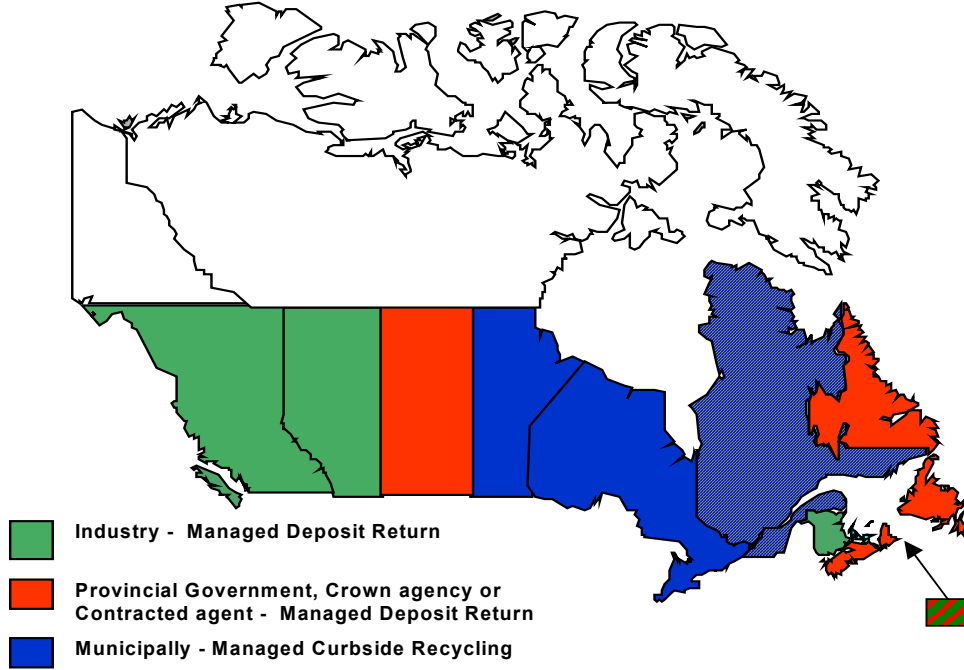 Industry - Managed Deposit Return
Provincial Government, Crown agency or
Contracted agent - Managed Deposit Return
Municipally - Managed Curbside Recycling